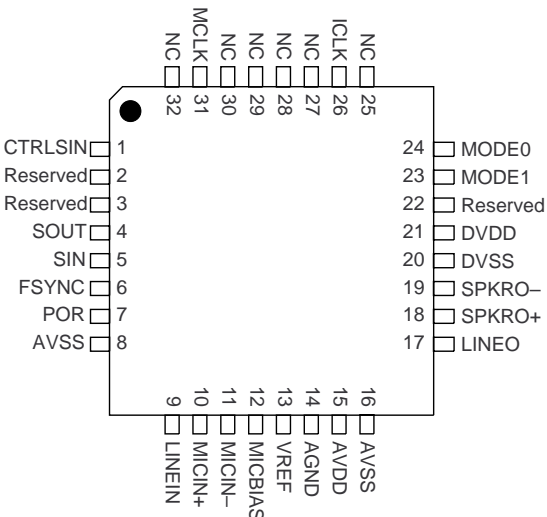 NC MCLK NC NC NC NC ICLK NC
32 31 30 29 28 27 26 25
CTRLSIN 1 24 MODE0
Reserved 2 23 MODE1
Reserved 3 22 Reserved
SOUT 4 21 DVDD
SIN 5 20 DVSS
FSYNC 6 19 SPKRO–
POR 7 18 SPKRO+
AVSS 8 17 LINEO
9 10 11 12 13 14 15 16
LINEIN MICIN+ MICIN– MICBIAS VREF AGND AVDD AVSS